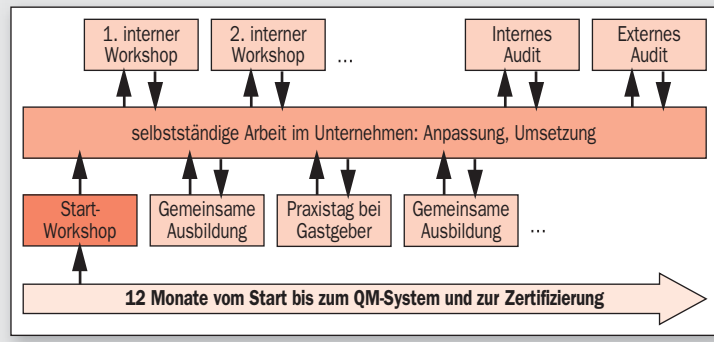 1. interner
Workshop
2. interner
Workshop
...
Internes
Audit
Externes
Audit
selbstständige Arbeit im Unternehmen: Anpassung, Umsetzung
Start-
Workshop
Gemeinsame
Ausbildung
Praxistag bei
Gastgeber
Gemeinsame
Ausbildung
...
12 Monate vom Start bis zum QM-System und zur Zertifizierung